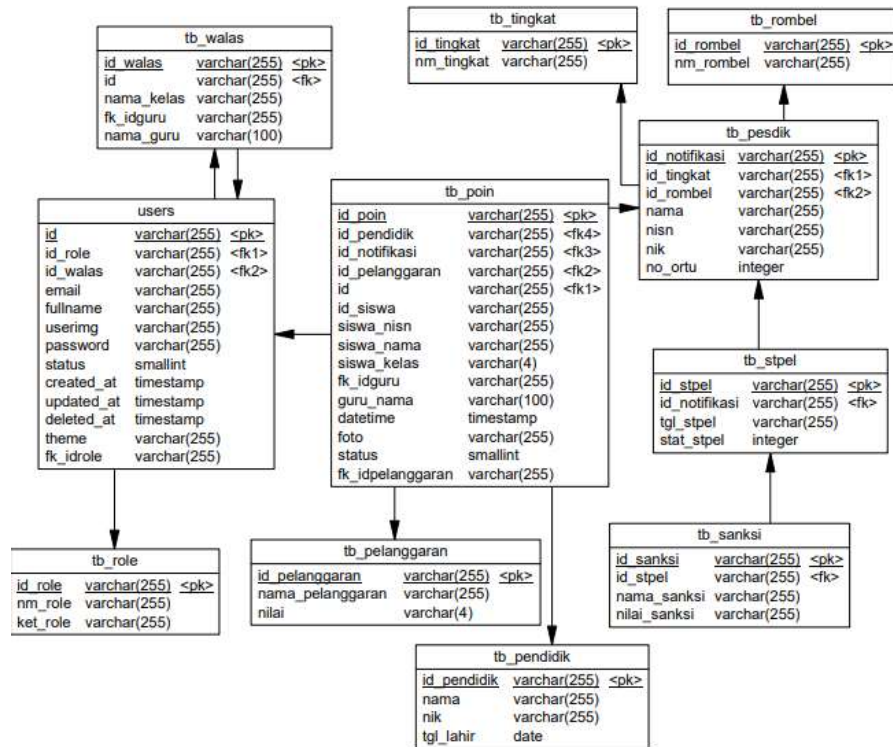 tb_walas
id_walas varchar(255) <pk>
id varchar(255) <fk>
nama_kelas varchar(255)
fk_idguru varchar(255)
nama_guru varchar(100)
tb_tingkat
id_tingkat varchar(255) <pk>
nm_tingkat varchar(255)
tb_rombel
id_rombel varchar(255) <pk>
nm_rombel varchar(255)
tb_pesdik
id_notifikasi varchar(255) <pk>
id_tingkat varchar(255) <fk1>
id_rombel varchar(255) <fk2>
nama varchar(255)
nisn varchar(255)
nik varchar(255)
no_ortu integer
users
id varchar(255) <pk>
id_role varchar(255) <fk1>
id_walas varchar(255) <fk2>
email varchar(255)
fullname varchar(255)
userimg varchar(255)
password varchar(255)
status smallint
created_at timestamp
updated_at timestamp
deleted_at timestamp
theme varchar(255)
fk_idrole varchar(255)
tb_poin
id_poin varchar(255) <pk>
id_pendidik varchar(255) <fk4>
id_notifikasi varchar(255) <fk3>
id_pelanggaran varchar(255) <fk2>
id varchar(255) <fk1>
id_siswa varchar(255)
siswa_nisn varchar(255)
siswa_nama varchar(255)
siswa_kelas varchar(4)
fk_idguru varchar(255)
guru_nama varchar(100)
datetime timestamp
foto varchar(255)
status smallint
fk_idpelanggaran varchar(255)
tb_stpel
id_stpel varchar(255) <pk>
id_notifikasi varchar(255) <fk>
tgl_stpel varchar(255)
stat_stpel integer
tb_sanksi
id_sanksi varchar(255) <pk>
id_stpel varchar(255) <fk>
nama_sanksi varchar(255)
nilai_sanksi varchar(255)
tb_role
id_role varchar(255) <pk>
nm_role varchar(255)
ket_role varchar(255)
tb_pelanggaran
id_pelanggaran varchar(255) <pk>
nama_pelanggaran varchar(255)
nilai varchar(4)
tb_pendidik
id_pendidik varchar(255) <pk>
nama varchar(255)
nik varchar(255)
tgl_lahir date